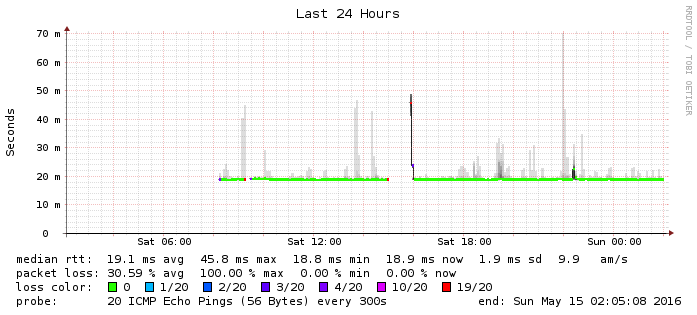 Last 24 Hours
RRDTOOL / TOBI OETIKER
Seconds
70 m
60 m
50 m
40 m
30 m
20 m
10 m
0
Sat 06:00 Sat 12:00 Sat 18:00 Sun 00:00
median rtt: 19.1 ms avg 45.8 ms max 18.8 ms min 18.9 ms now 1.9 ms sd 9.9 am/s
packet loss: 30.59 % avg 100.00 % max 0.00 % min 0.00 % now
loss color: 0 1/20 2/20 3/20 4/20 10/20 19/20
probe: 20 ICMP Echo Pings (56 Bytes) every 300s end: Sun May 15 02:05:08 2016